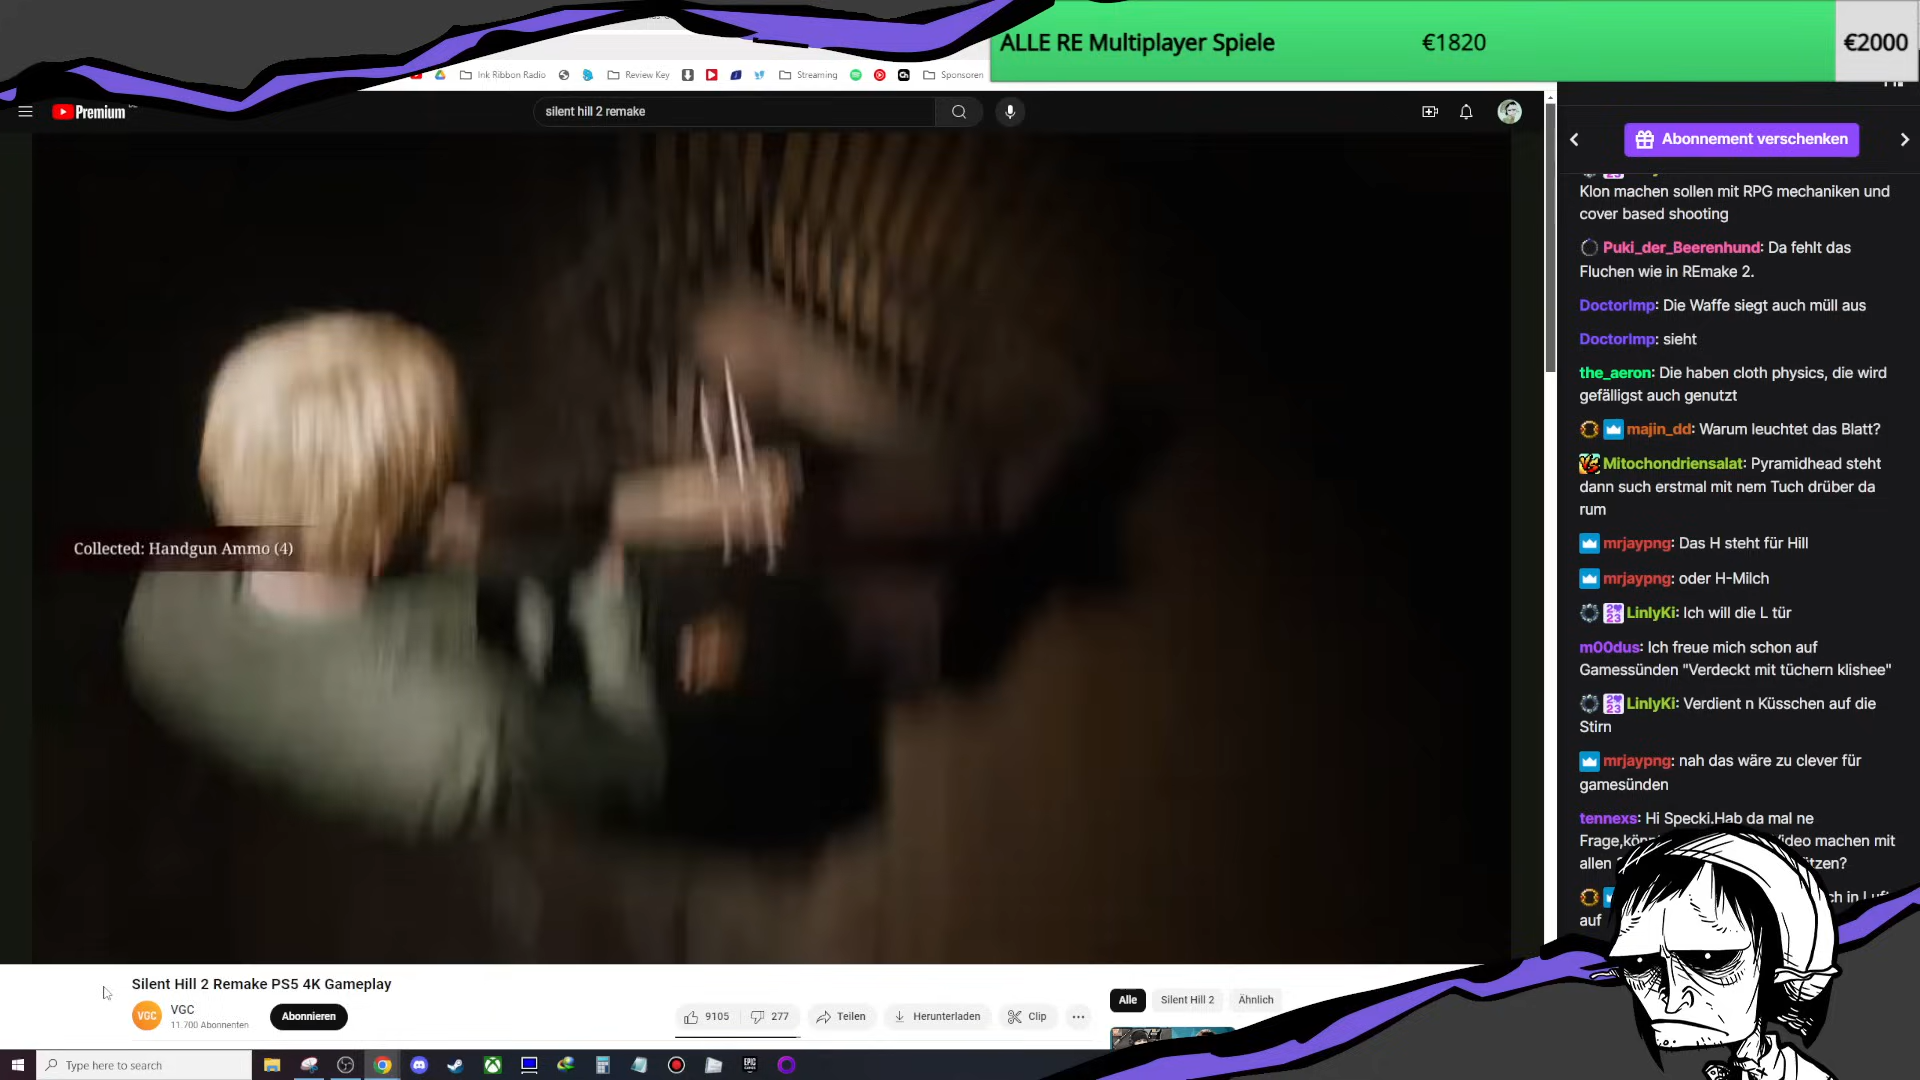 ALLE RE Multiplayer Spiele €1820 €2000
Ink Ribbon Radio Review Key Streaming Sponsoren
Premium silent hill 2 remake
Abonnement verschenken
Klon machen sollen mit RPG mechaniken und
cover based shooting
Puki_der_Beerenhund: Da fehlt das
Fluchen wie in REmake 2.
DoctorImp: Die Waffe siegt auch müll aus
DoctorImp: sieht
the_aeron: Die haben cloth physics, die wird
gefälligst auch genutzt
majin_dd: Warum leuchtet das Blatt?
Mitochondriensalat: Pyramidhead steht
dann such erstmal mit nem Tuch drüber da
rum
mrjaypng: Das H steht für Hill
mrjaypng: oder H-Milch
LinlyKi: Ich will die L tür
m00dus: Ich freue mich schon auf
Gamessünden "Verdeckt mit tüchern klishee"
LinlyKi: Verdient n Küsschen auf die
Stirn
mrjaypng: nah das wäre zu clever für
gamesünden
tennexs: Hi Specki.Hab da mal ne
Video machen mit
allen
auf
Collected: Handgun Ammo (4)
Silent Hill 2 Remake PS5 4K Gameplay
VGC
VGC
11.700 Abonnenten
Abonnieren
9105 277 Teilen Herunterladen Clip
Alle Silent Hill 2 Ähnlich
Type here to search
EPIC GAMES